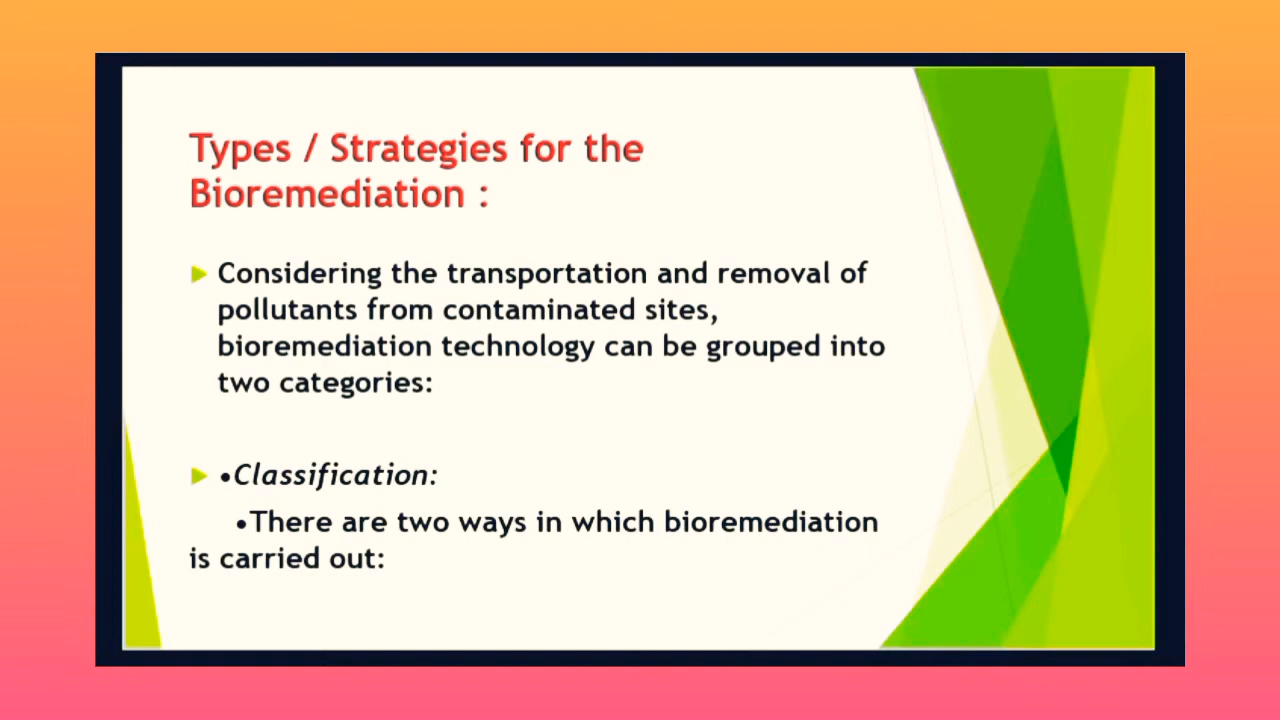 Types / Strategies for the
Bioremediation :
Considering the transportation and removal of
pollutants from contaminated sites,
bioremediation technology can be grouped into
two categories:
•Classification:
•There are two ways in which bioremediation
is carried out: